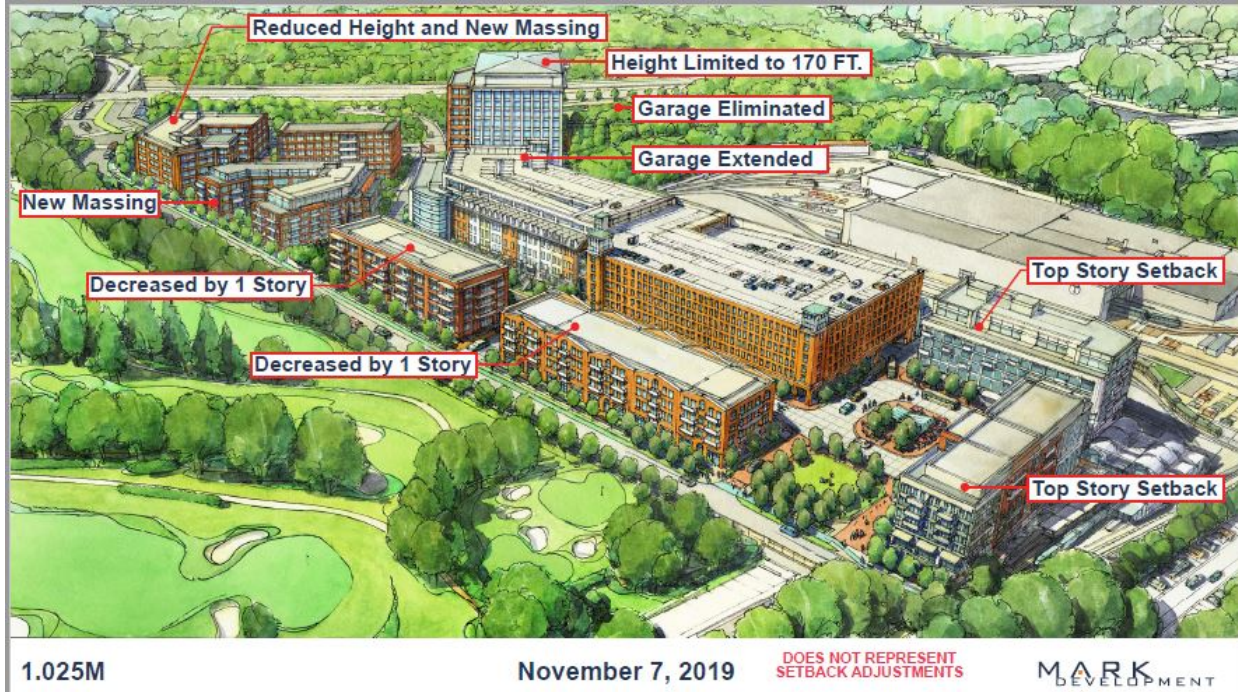 Reduced Height and New Massing
Height Limited to 170 FT.
Garage Eliminated
Garage Extended
New Massing
Decreased by 1 Story
Top Story Setback
Decreased by 1 Story
Top Story Setback
1.025M
November 7, 2019
DOES NOT REPRESENT
SETBACK ADJUSTMENTS
MARK
DEVELOPMENT